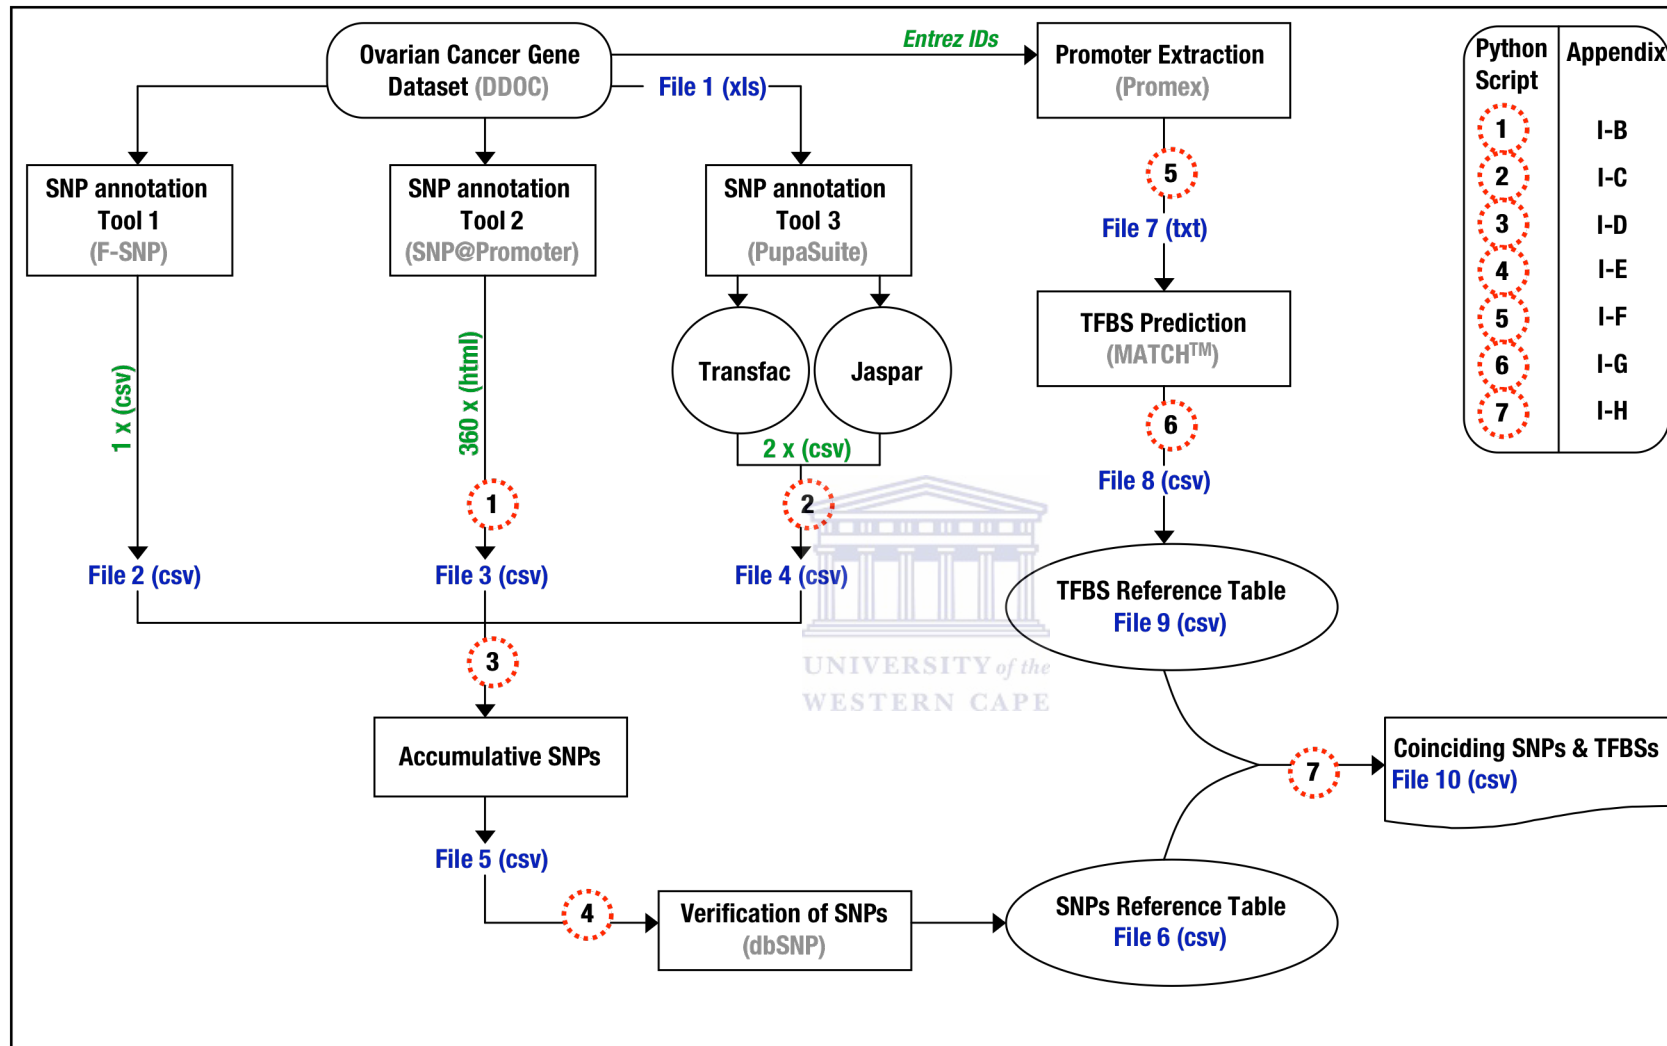 Ovarian Cancer Gene
Dataset (DDOC)
Entrez IDs
File 1 (xls)
Promoter Extraction
(Promex)
Python
Script
Appendix
1
I-B
2
I-C
3
I-D
4
I-E
5
I-F
6
I-G
7
I-H
SNP annotation
Tool 1
(F-SNP)
SNP annotation
Tool 2
(SNP@Promoter)
SNP annotation
Tool 3
(PupaSuite)
5
File 7 (txt)
TFBS Prediction
(MATCH™)
Transfac
Jaspar
1 x (csv)
360 x (html)
2 x (csv)
6
File 8 (csv)
1
2
File 2 (csv)
File 3 (csv)
File 4 (csv)
TFBS Reference Table
File 9 (csv)
UNIVERSITY of the
WESTERN CAPE
3
Accumulative SNPs
7
Coinciding SNPs & TFBSs
File 10 (csv)
File 5 (csv)
4
Verification of SNPs
(dbSNP)
SNPs Reference Table
File 6 (csv)